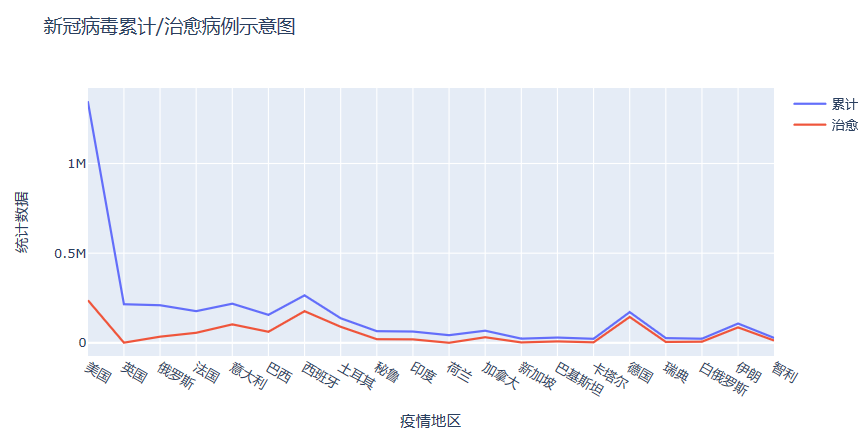 新冠病毒累计/治愈病例示意图
累计
治愈
1M
0.5M
0
统计数据
美国
英国
俄罗斯
法国
意大利
巴西
西班牙
土耳其
秘鲁
印度
荷兰
加拿大
新加坡
巴基斯坦
卡塔尔
德国
瑞典
白俄罗斯
伊朗
智利
疫情地区